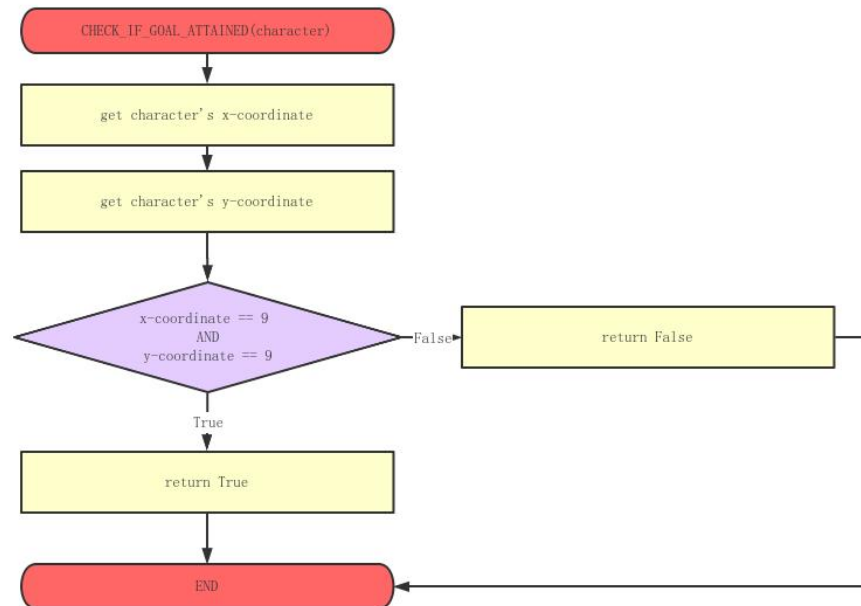 CHECK_IF_GOAL_ATTAINED(character)
get character's x-coordinate
get character's y-coordinate
x-coordinate == 9
AND
y-coordinate == 9
False
return False
True
return True
END